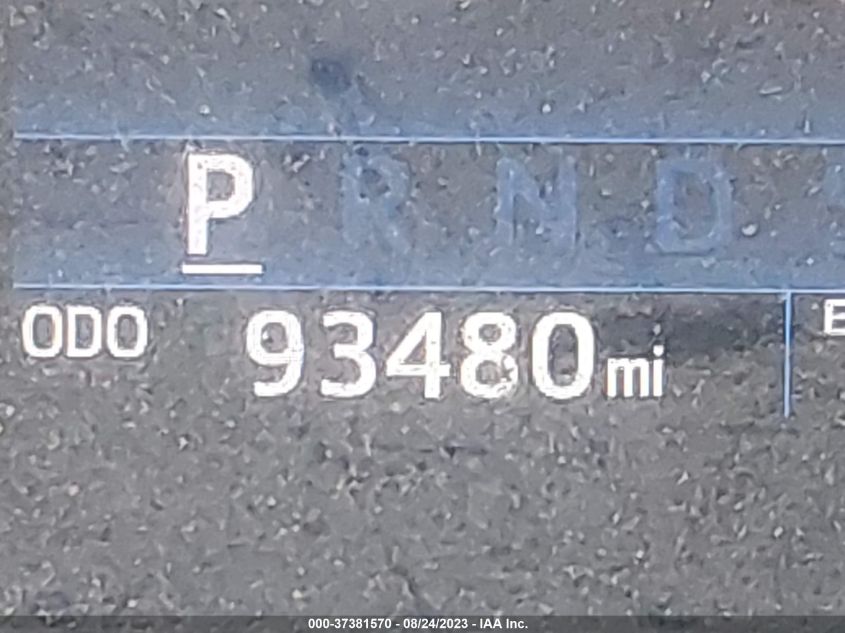 P R N D
ODO 93480 mi E
000-37381570 - 08/24/2023 - IAA Inc.